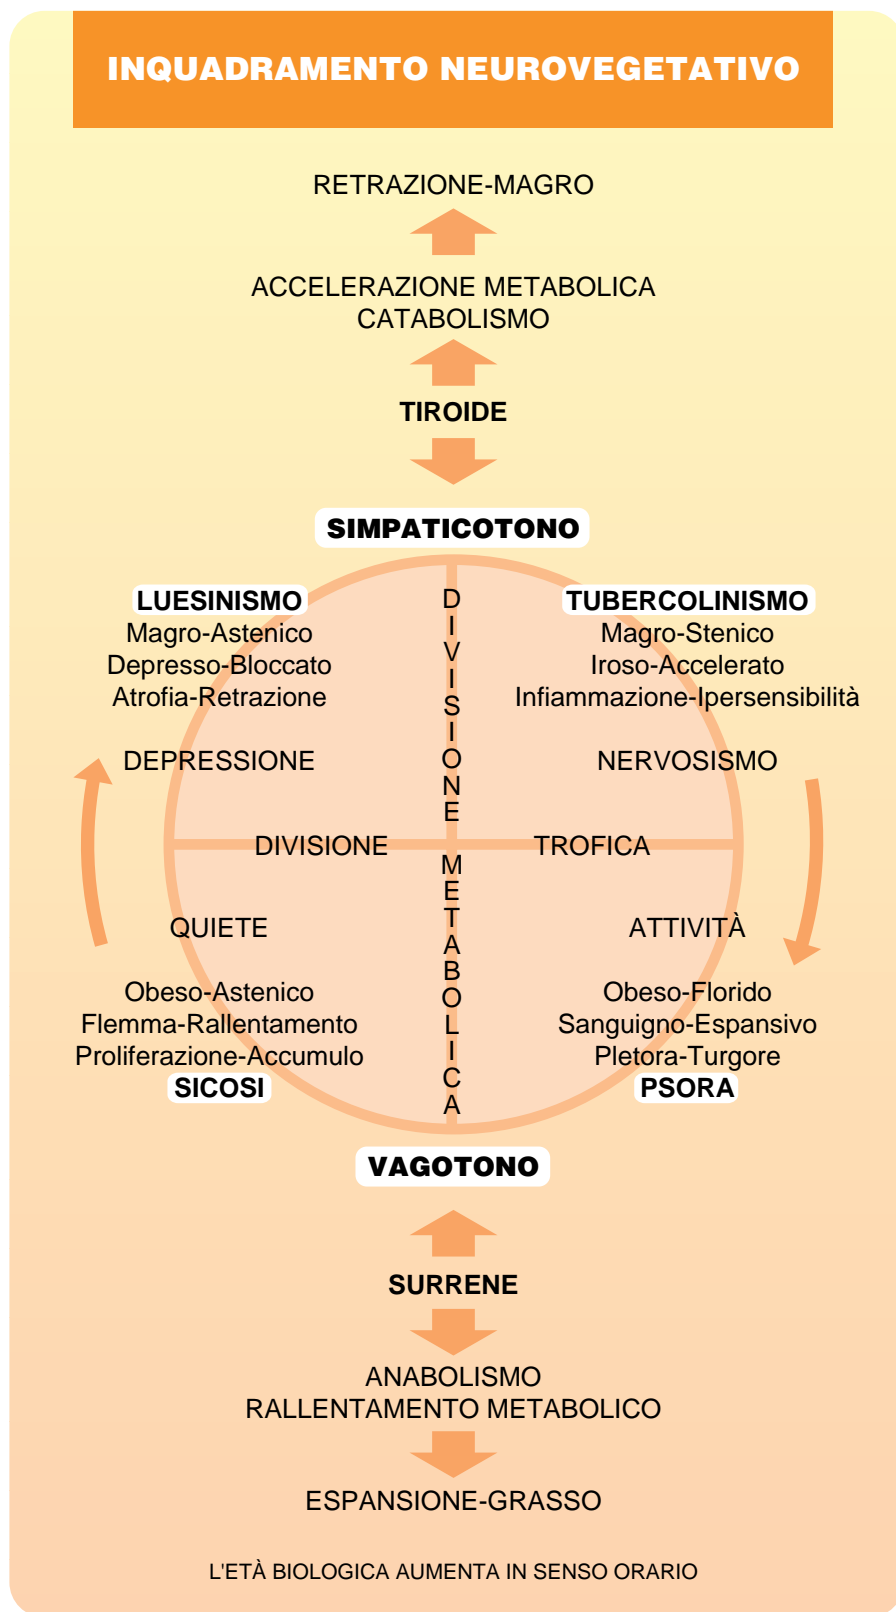 INQUADRAMENTO NEUROVEGETATIVO
RETRAZIONE-MAGRO
ACCELERAZIONE METABOLICA
CATABOLISMO
TIROIDE
SIMPATICOTONO
LUESINISMO
Magro-Astenico
Depresso-Bloccato
Atrofia-Retrazione
DEPRESSIONE
TUBERCOLINISMO
Magro-Stenico
Iroso-Accelerato
Infiammazione-Ipersensibilità
NERVOSISMO
DIVISIONE METABOLICA
DIVISIONE TROFICA
QUIETE
Obeso-Astenico
Flemma-Rallentamento
Proliferazione-Accumulo
SICOSI
ATTIVITÀ
Obeso-Florido
Sanguigno-Espansivo
Pletora-Turgore
PSORA
VAGOTONO
SURRENE
ANABOLISMO
RALLENTAMENTO METABOLICO
ESPANSIONE-GRASSO
L'ETÀ BIOLOGICA AUMENTA IN SENSO ORARIO